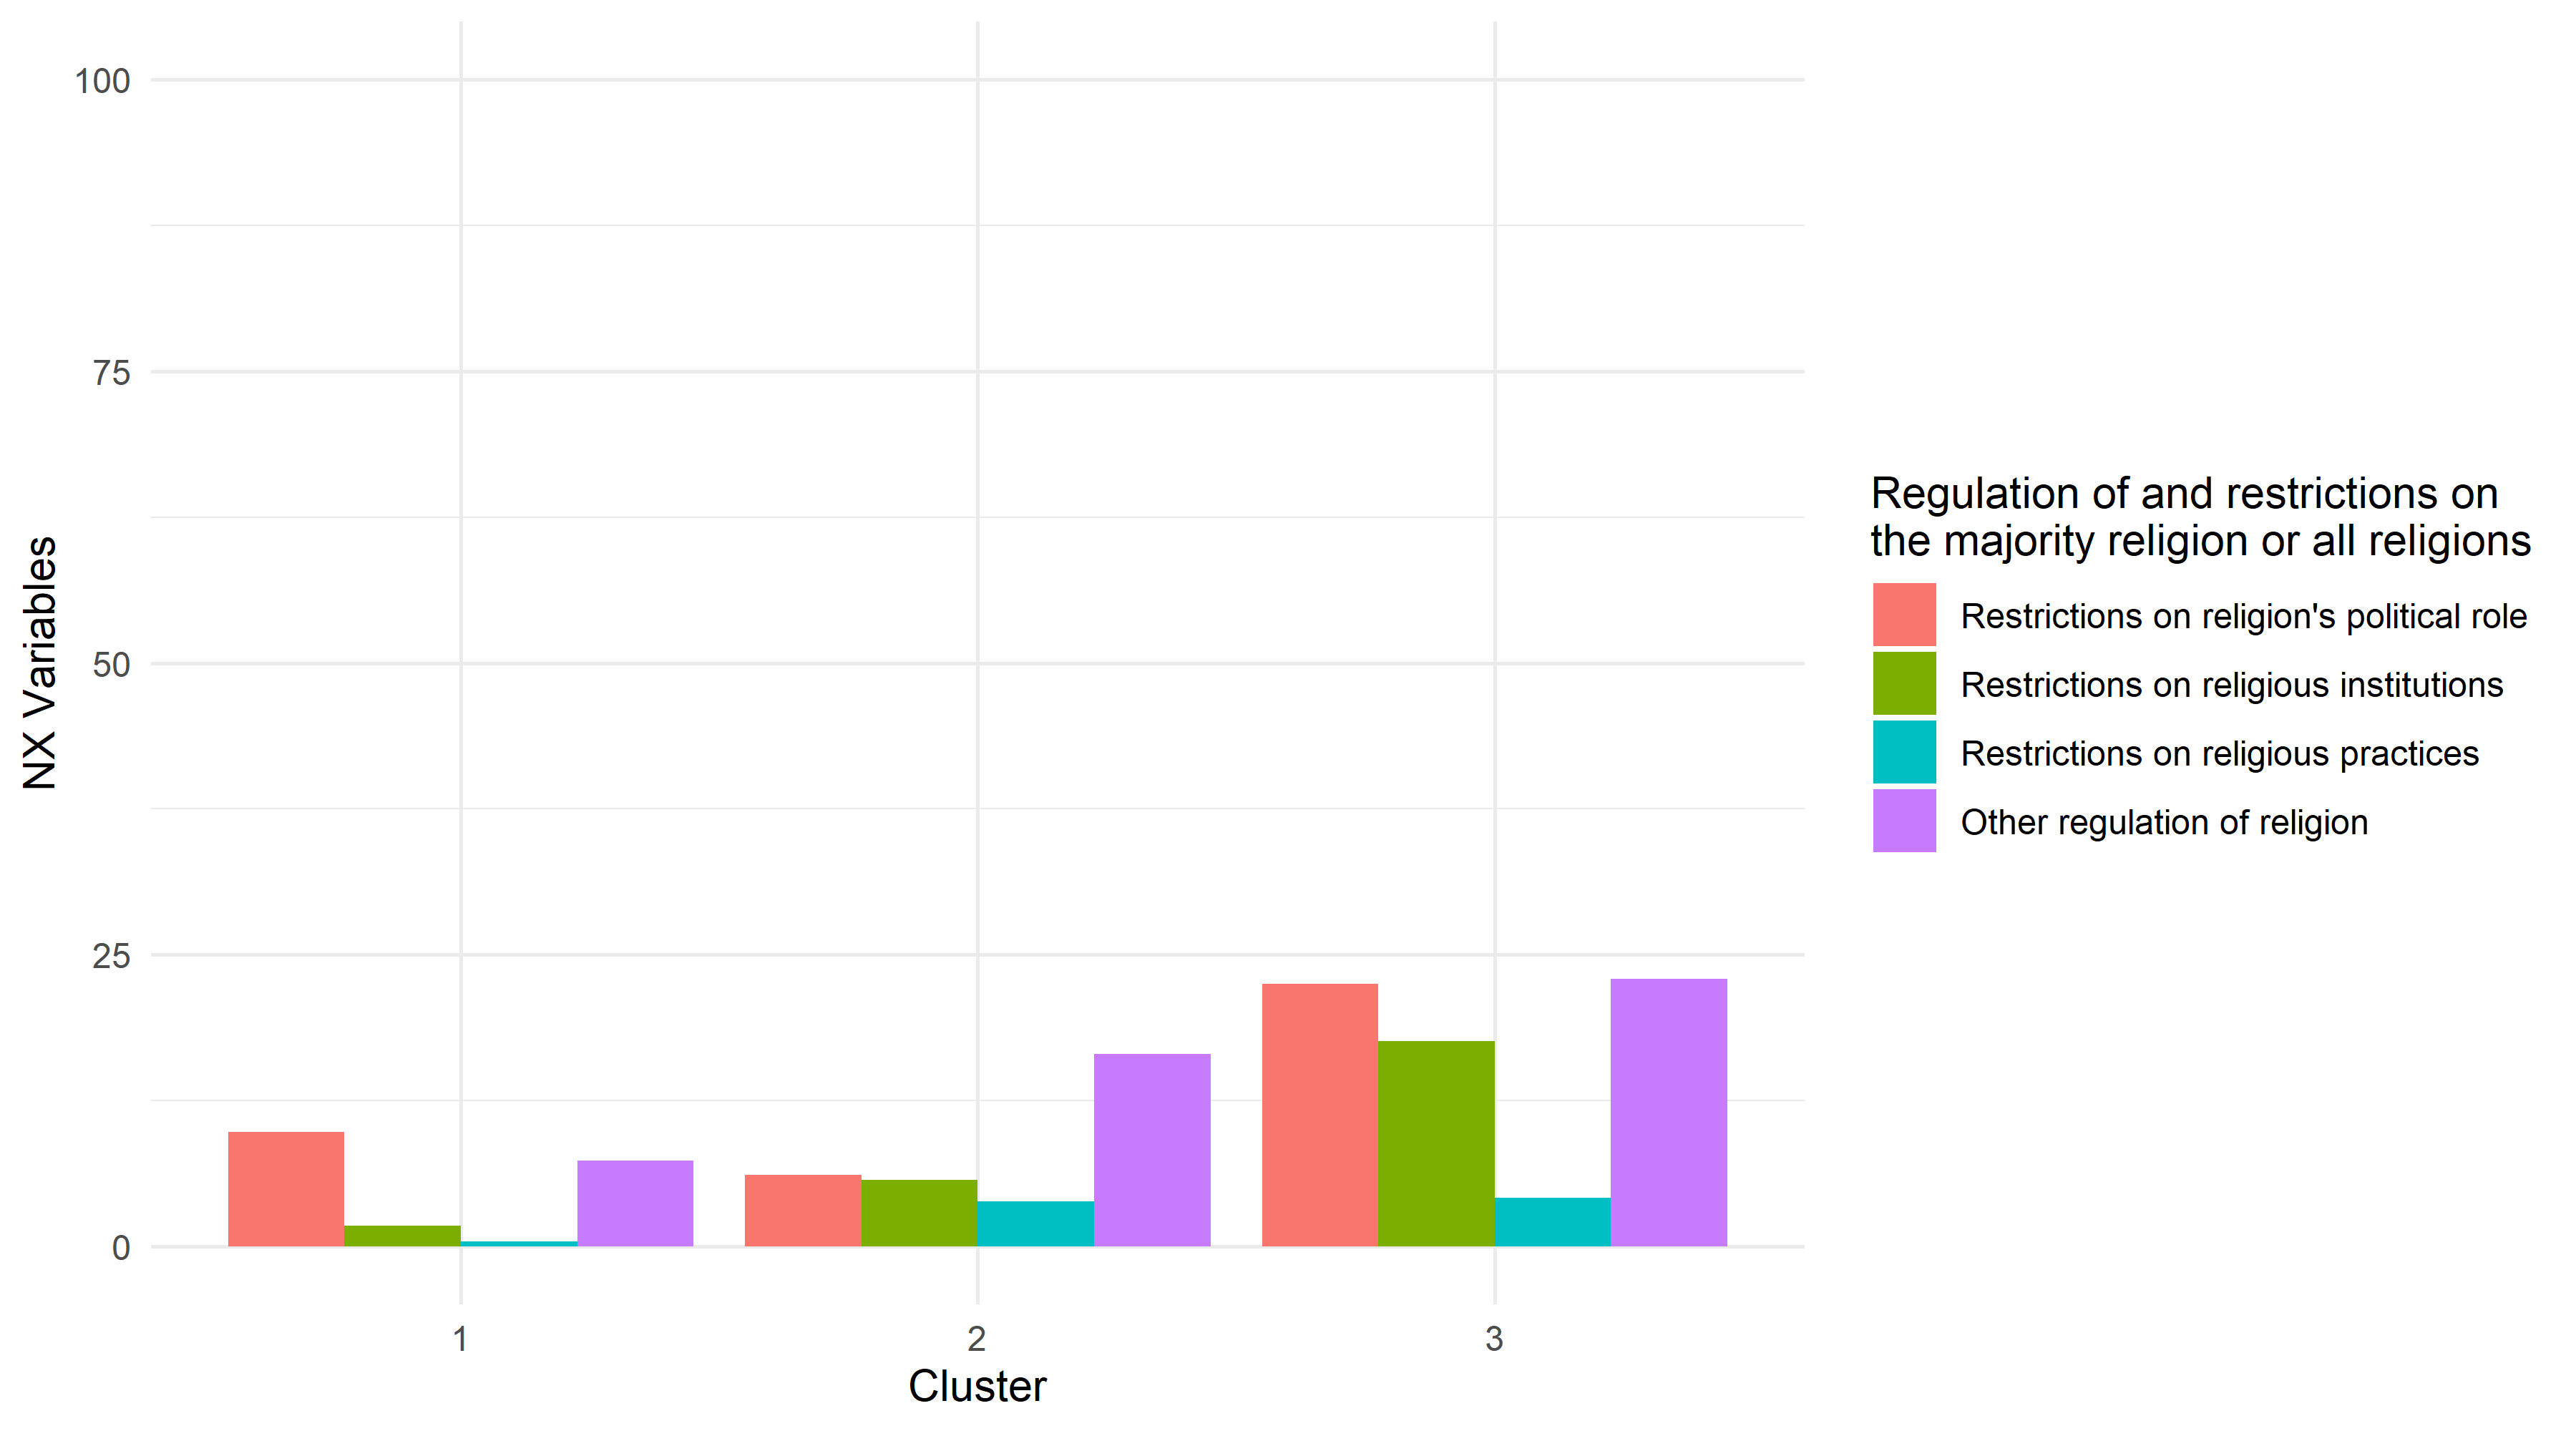 NX Variables
100
75
50
25
0
1
2
3
Cluster
Regulation of and restrictions on
the majority religion or all religions
Restrictions on religion's political role
Restrictions on religious institutions
Restrictions on religious practices
Other regulation of religion